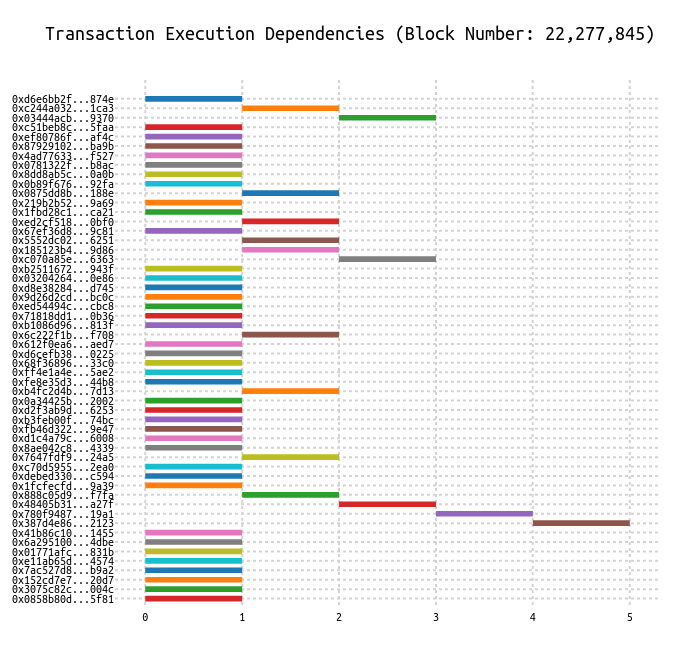 Transaction Execution Dependencies (Block Number: 22,277,845)
0xd6e6bb2f...874e
0xc244a032...1ca3
0x03444acb...9370
0xc51beb8c...5faa
0xef80786f...af4c
0x87929102...ba9b
0x4ad77633...f527
0x0781322f...b8ac
0x8dd8ab5c...0a0b
0x0b89f676...92fa
0x0875dd8b...188e
0x219b2b52...9a69
0x1fbd28c1...ca21
0xed2cf518...0bf0
0x67ef36d8...9c81
0x5552dc02...6251
0x185123b4...9d86
0xc070a85e...6363
0xb2511672...943f
0x03204264...0e86
0xd8e38284...d745
0x9d26d2cd...bc0c
0xed54494c...cbc8
0x71818dd1...0b36
0xb1086d96...813f
0x6c222f1b...f708
0x612f0ea6...aed7
0xd6cefb38...0225
0x68f36896...33c0
0xff4e1a4e...5ae2
0xfe8e35d3...44b8
0xb4fc2d4b...7d13
0x0a34425b...2002
0xd2f3ab9d...6253
0xb3feb00f...74bc
0xfb46d322...9e47
0xd1c4a79c...6008
0x8ae042c8...4339
0x7647fdf9...24a5
0xc70d5955...2ea0
0xdebed330...c594
0x1fcfecfd...9a39
0x888c05d9...f7fa
0x48405b31...a27f
0x780f9487...19a1
0x387d4e86...2123
0x41b86c10...1455
0x6a295100...4dbe
0x01771afc...831b
0xe11ab65d...4574
0x7ac527d8...b9a2
0x152cd7e7...20d7
0x3075c82c...004c
0x0858b80d...5f81
0 1 2 3 4 5